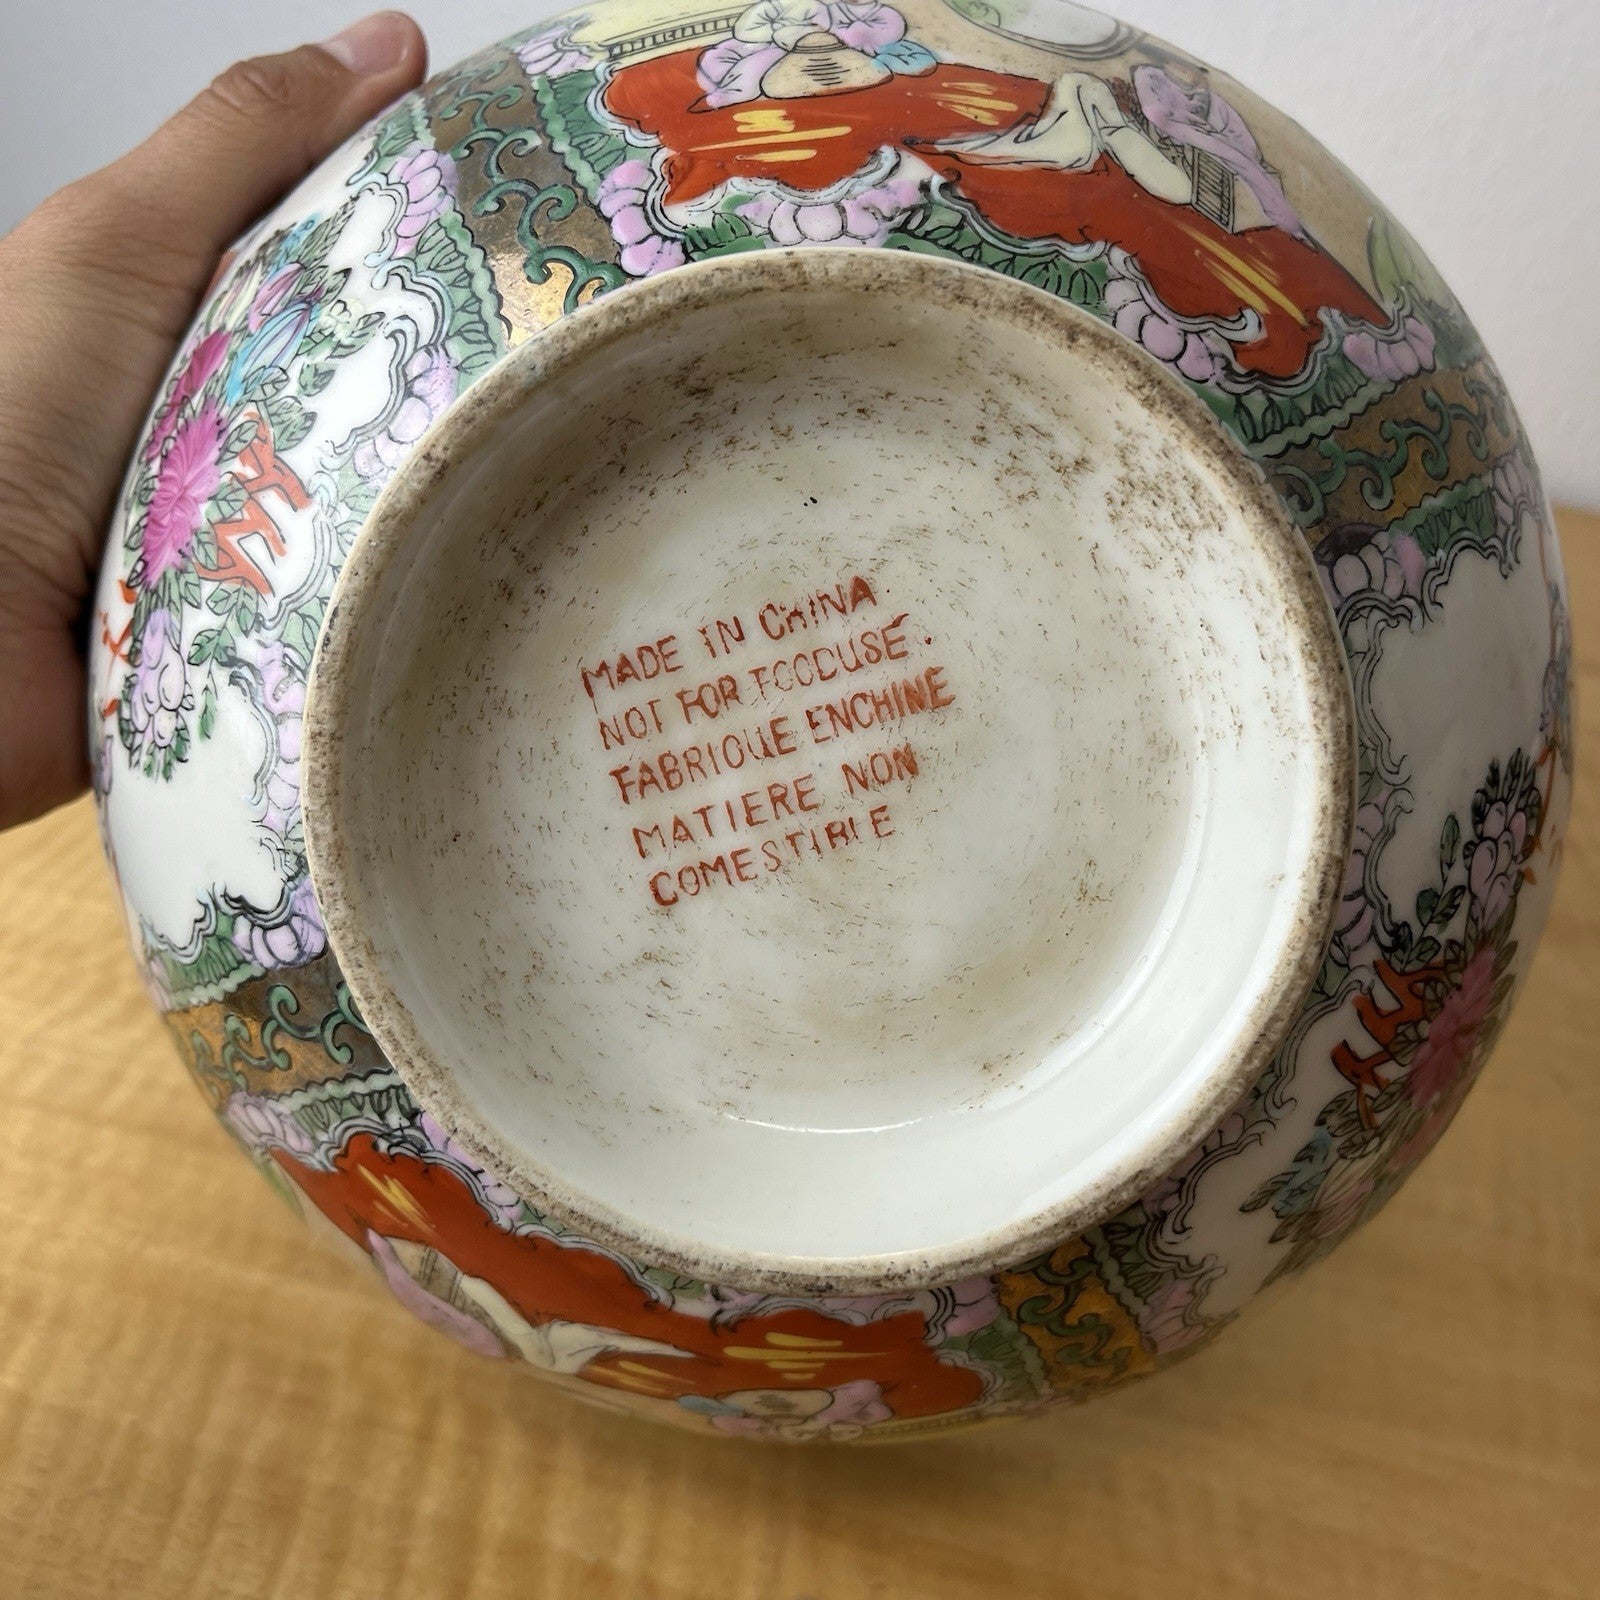 MADE IN CHINA
NOT FOR FOODUSE.
FABRIQUE ENCHINE
MATIERE NON
COMESTIBLE